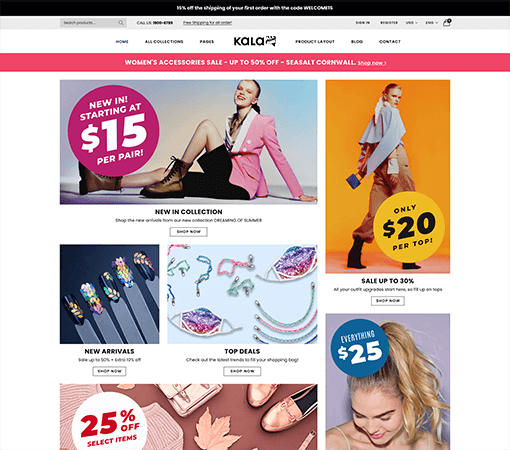 15% off the shipping of your first order with the code WELCOME15
Search products...
CALL US: 1800-6789
Free Shipping for all order!
SIGN IN
REGISTER
USD
ENG
0
HOME
ALL COLLECTIONS
PAGES
KALA
PRODUCT LAYOUT
BLOG
CONTACT
WOMEN'S ACCESSORIES SALE - UP TO 50% OFF - SEASALT CORNWALL. Shop now >
NEW IN!
STARTING AT
$15
PER PAIR!
NEW IN COLLECTION
Shop the new arrivals from our new collection DREAMING OF SUMMER
SHOP NOW
ONLY
$20
PER TOP!
SALE UP TO 30%
All your outfit upgrades start here, so fill up on tops
SHOP NOW
NEW ARRIVALS
Sale up to 50% + Extra 19% off
SHOP NOW
TOP DEALS
Check out the latest trends to fill your shopping bag!
SHOP NOW
EVERYTHING
$25
25% OFF
SELECT ITEMS